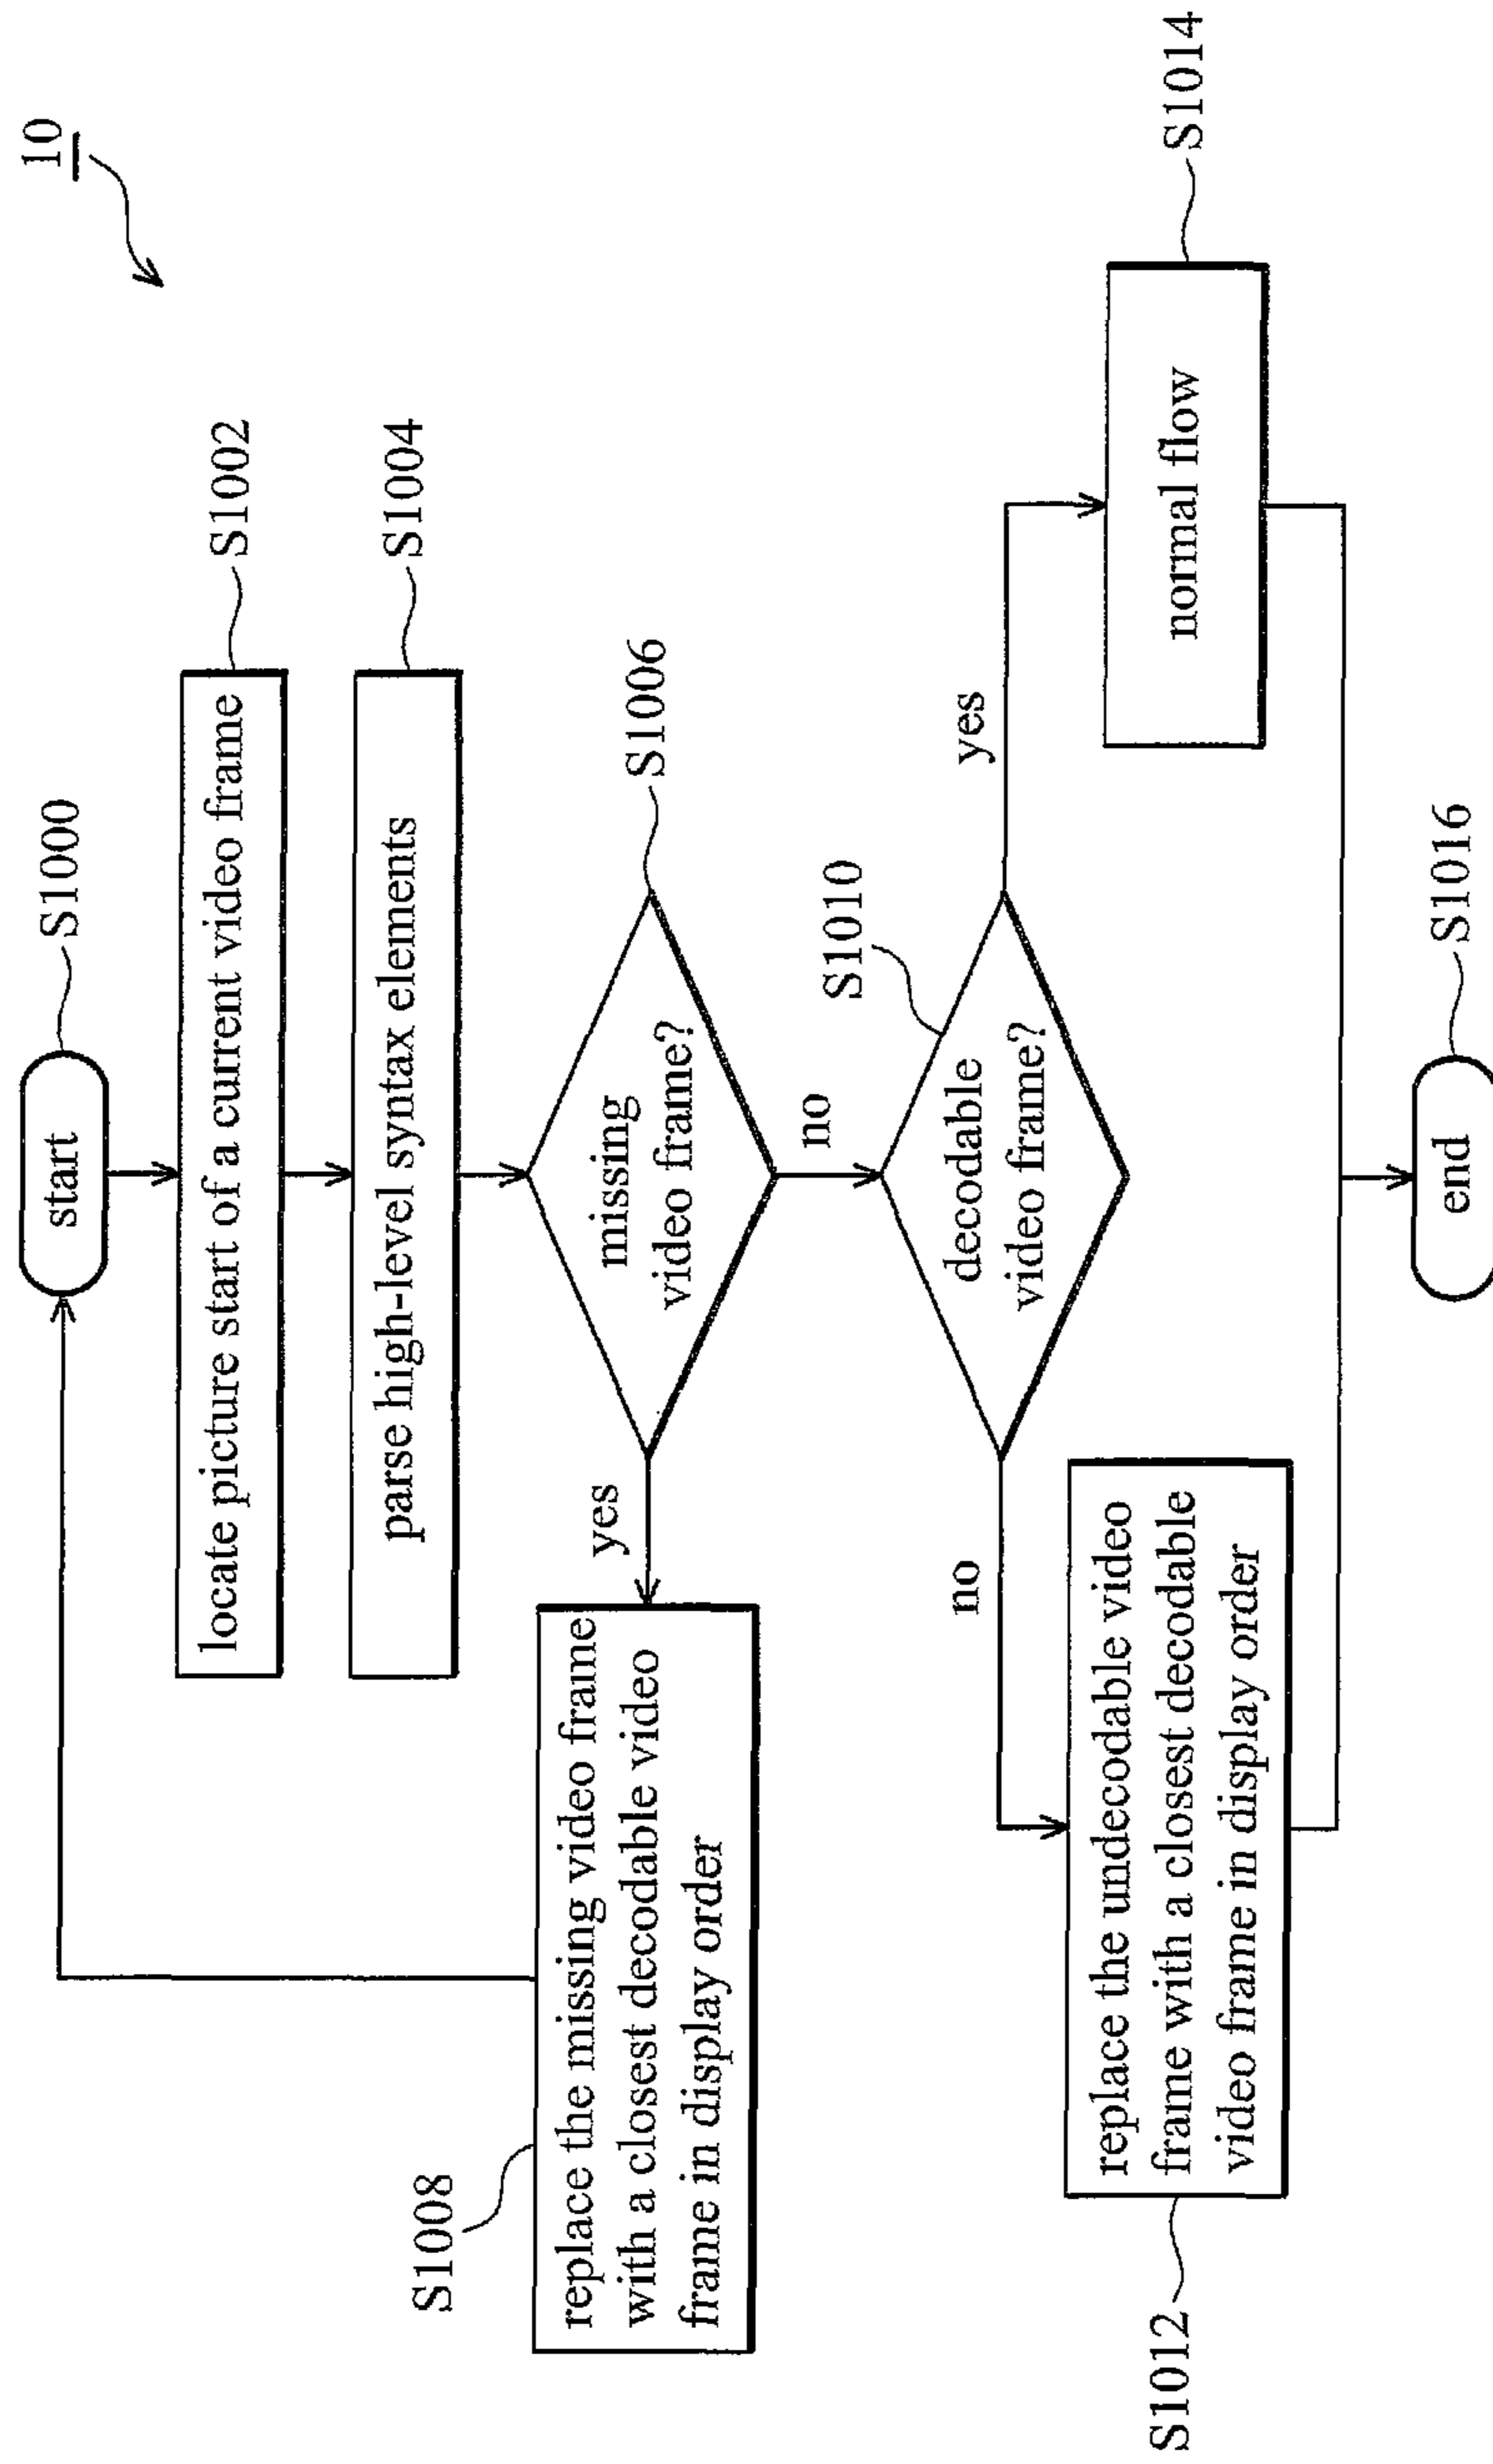 10
start
S1000
locate picture start of a current video frame
S1002
parse high-level syntax elements
S1004
missing
video frame?
S1006
yes
no
S1008
replace the missing video frame
with a closest decodable video
frame in display order
decodable
video frame?
S1010
no
yes
replace the undecodable video
frame with a closest decodable
video frame in display order
S1012
normal flow
S1014
end
S1016